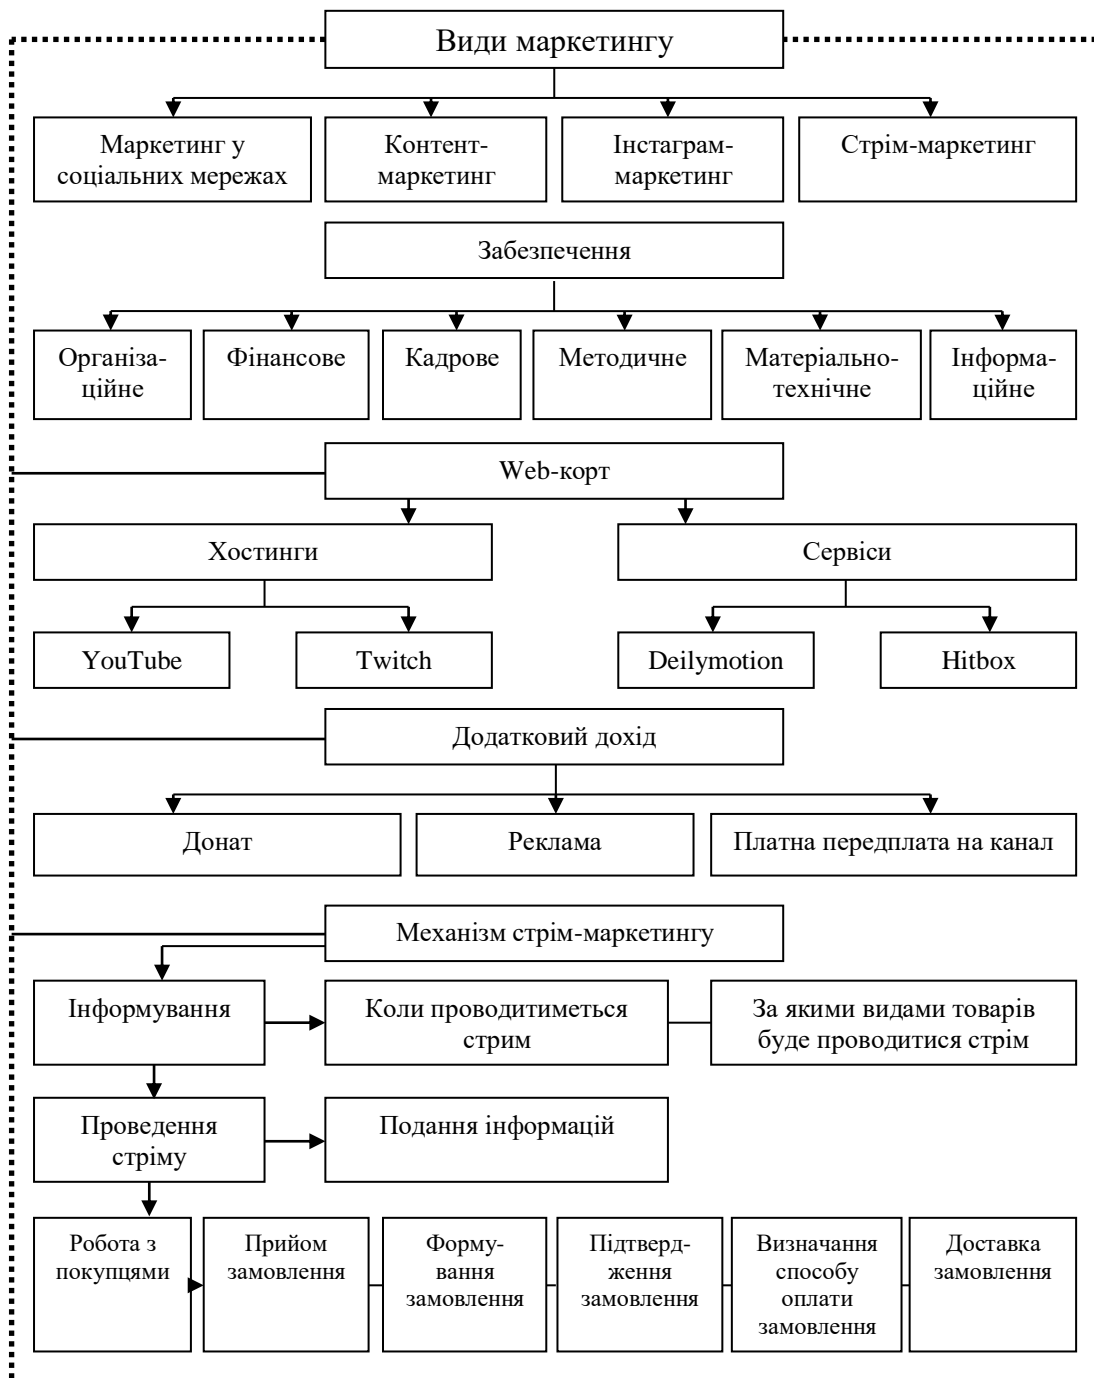 Види маркетингу
Маркетинг у
соціальних мережах
Контент-
маркетинг
Інстаграм-
маркетинг
Стрім-маркетинг
Забезпечення
Організа-
ційне
Фінансове
Кадрове
Методичне
Матеріально-
технічне
Інформа-
ційне
Web-корт
Хостинги
Сервіси
YouTube
Twitch
Deilymotion
Hitbox
Додатковий дохід
Донат
Реклама
Платна передплата на канал
Механізм стрім-маркетингу
Інформування
Коли проводитиметься
стрим
За якими видами товарів
буде проводитися стрім
Проведення
стріму
Подання інформацій
Робота з
покупцями
Прийом
замовлення
Форму-
вання
замовлення
Підтверд-
ження
замовлення
Визначання
способу
оплати
замовлення
Доставка
замовлення